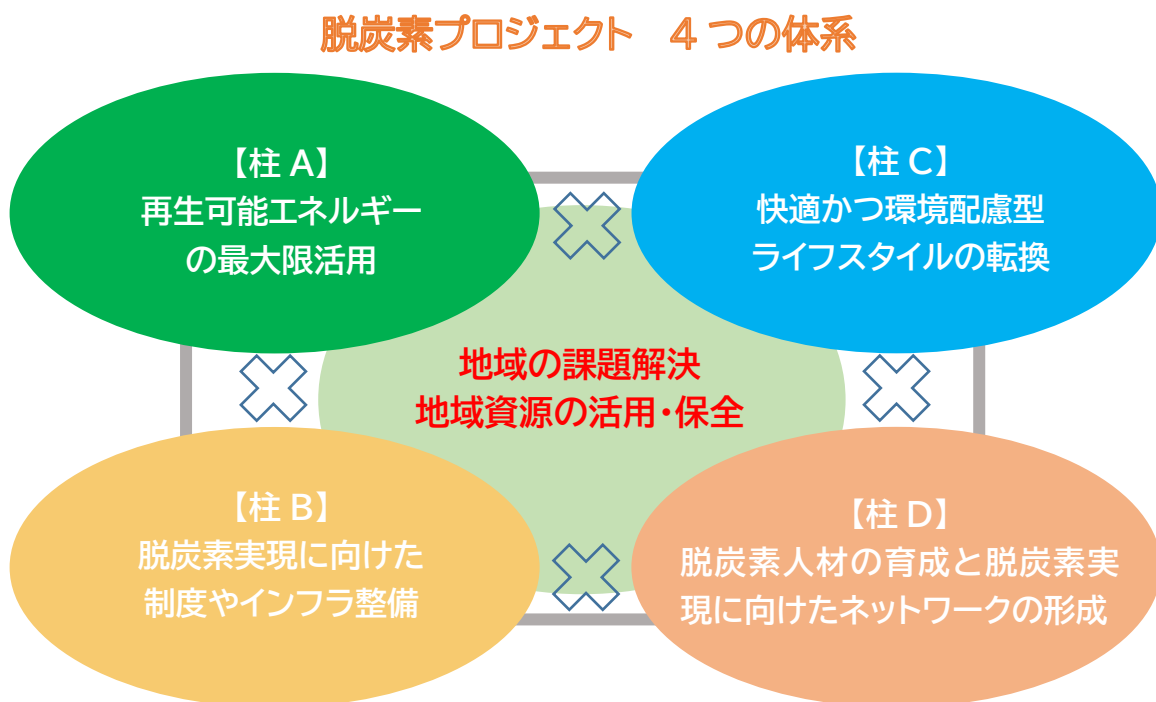 脱炭素プロジェクト　４つの体系
【柱 A】
再生可能エネルギー
の最大限活用
【柱 C】
快適かつ環境配慮型
ライフスタイルの転換
地域の課題解決
地域資源の活用・保全
【柱 B】
脱炭素実現に向けた
制度やインフラ整備
【柱 D】
脱炭素人材の育成と脱炭素実
現に向けたネットワークの形成